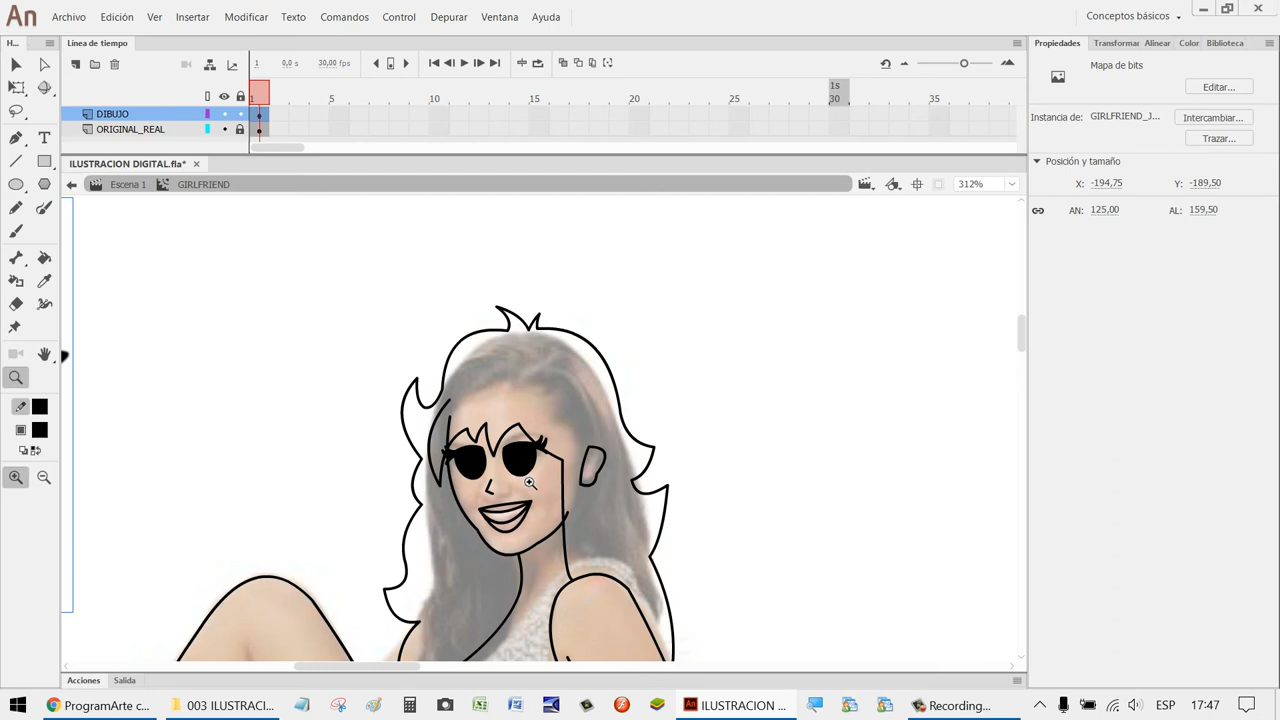 An Archivo Edición Ver Insertar Modificar Texto Comandos Control Depurar Ventana Ayuda Conceptos básicos
H... Línea de tiempo Propiedades Transformar Alinear Color Biblioteca
1 0,0 s 30,00 fps Mapa de bits
Editar...
1s
1 5 10 15 20 25 30 35
DIBUJO Instancia de: GIRLFRIEND_J... Intercambiar...
ORIGINAL_REAL Trazar...
ILUSTRACION DIGITAL.fla* Posición y tamaño
Escena 1 GIRLFRIEND 312% X: -194,75 Y: -189,50
AN: 125,00 AL: 159,50
Acciones Salida
ProgramArte c... 003 ILUSTRACI... An ILUSTRACION ... Recording... ESP 17:47